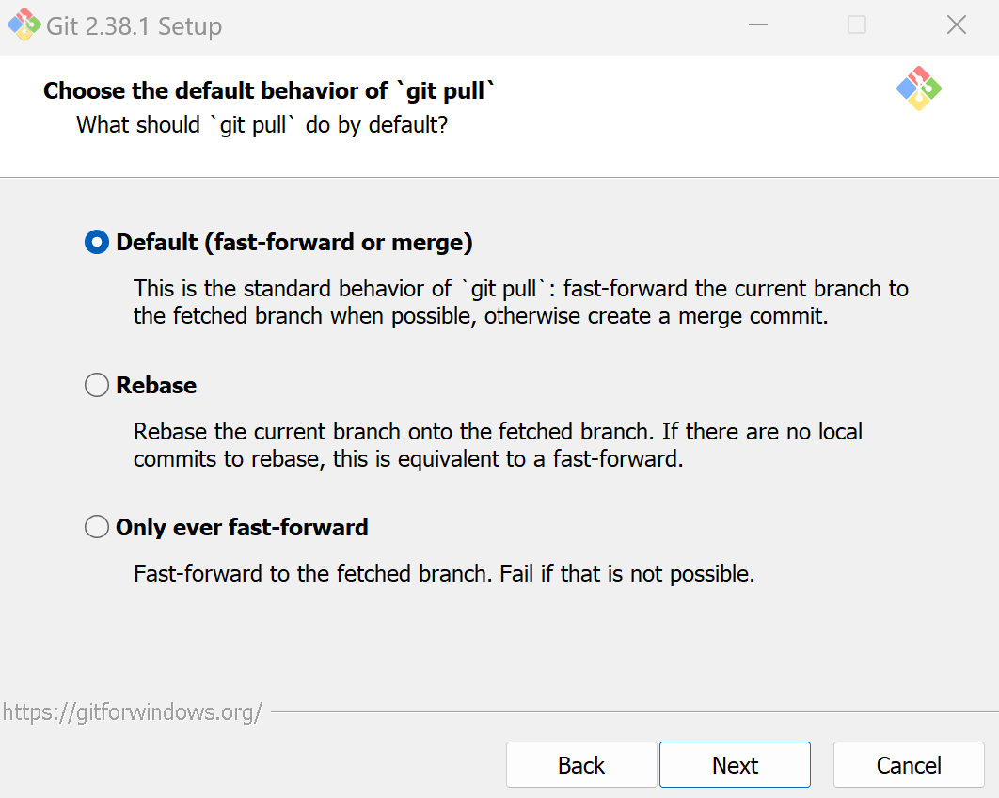 Git 2.38.1 Setup
Choose the default behavior of `git pull`
What should `git pull` do by default?
Default (fast-forward or merge)
This is the standard behavior of `git pull`: fast-forward the current branch to
the fetched branch when possible, otherwise create a merge commit.
Rebase
Rebase the current branch onto the fetched branch. If there are no local
commits to rebase, this is equivalent to a fast-forward.
Only ever fast-forward
Fast-forward to the fetched branch. Fail if that is not possible.
https://gitforwindows.org/
Back Next Cancel